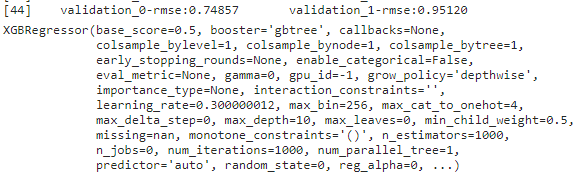 [44] validation_0-rmse:0.74857 validation_1-rmse:0.95120
XGBRegressor(base_score=0.5, booster='gbtree', callbacks=None,
colsample_bylevel=1, colsample_bynode=1, colsample_bytree=1,
early_stopping_rounds=None, enable_categorical=False,
eval_metric=None, gamma=0, gpu_id=-1, grow_policy='depthwise',
importance_type=None, interaction_constraints='',
learning_rate=0.300000012, max_bin=256, max_cat_to_onehot=4,
max_delta_step=0, max_depth=10, max_leaves=0, min_child_weight=0.5,
missing=nan, monotone_constraints='()', n_estimators=1000,
n_jobs=0, num_iterations=1000, num_parallel_tree=1,
predictor='auto', random_state=0, reg_alpha=0, ...)